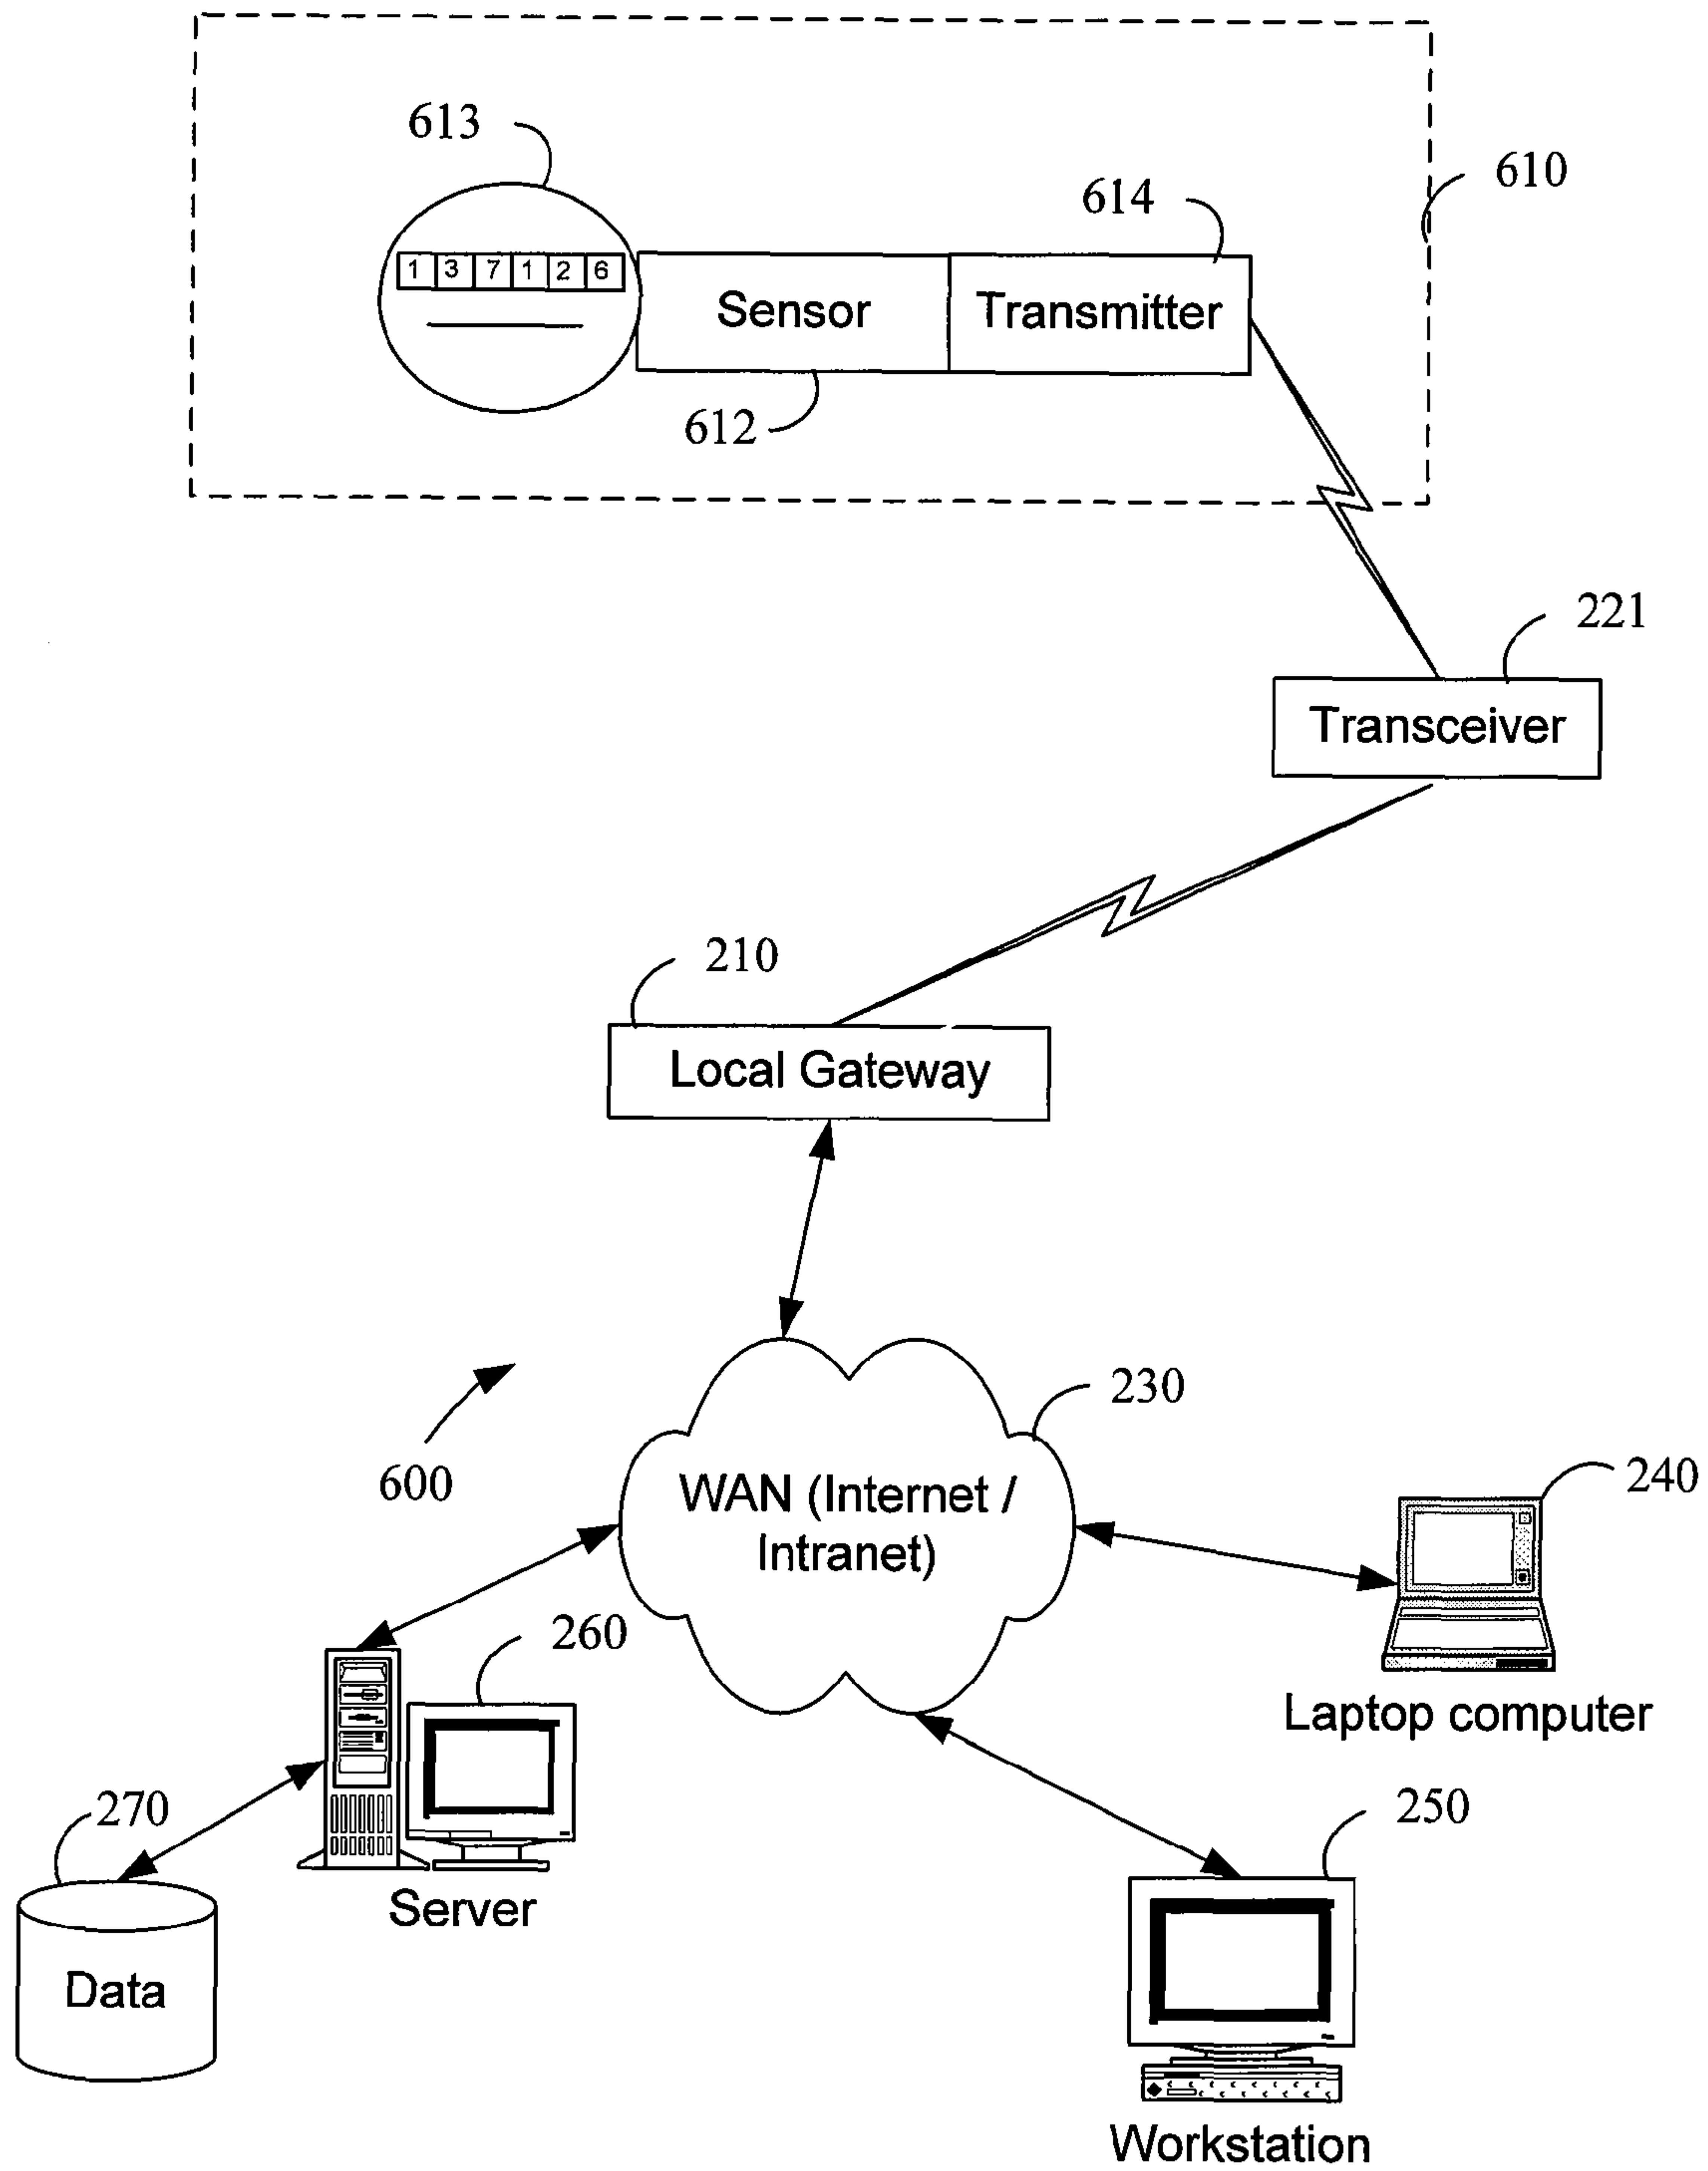 613
610
614
1 3 7 1 2 6
Sensor
Transmitter
612
221
Transceiver
210
Local Gateway
230
600
WAN (Internet /
Intranet)
240
260
Laptop computer
270
250
Server
Data
Workstation